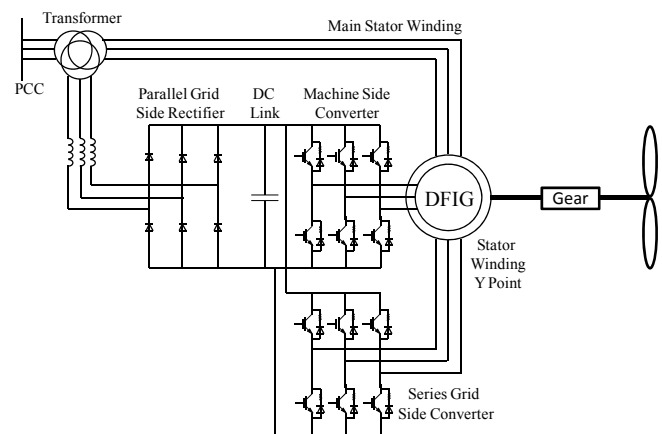 Transformer
Main Stator Winding
PCC
Parallel Grid
Side Rectifier
DC
Link
Machine Side
Converter
DFIG
Gear
Stator
Winding
Y Point
Series Grid
Side Converter